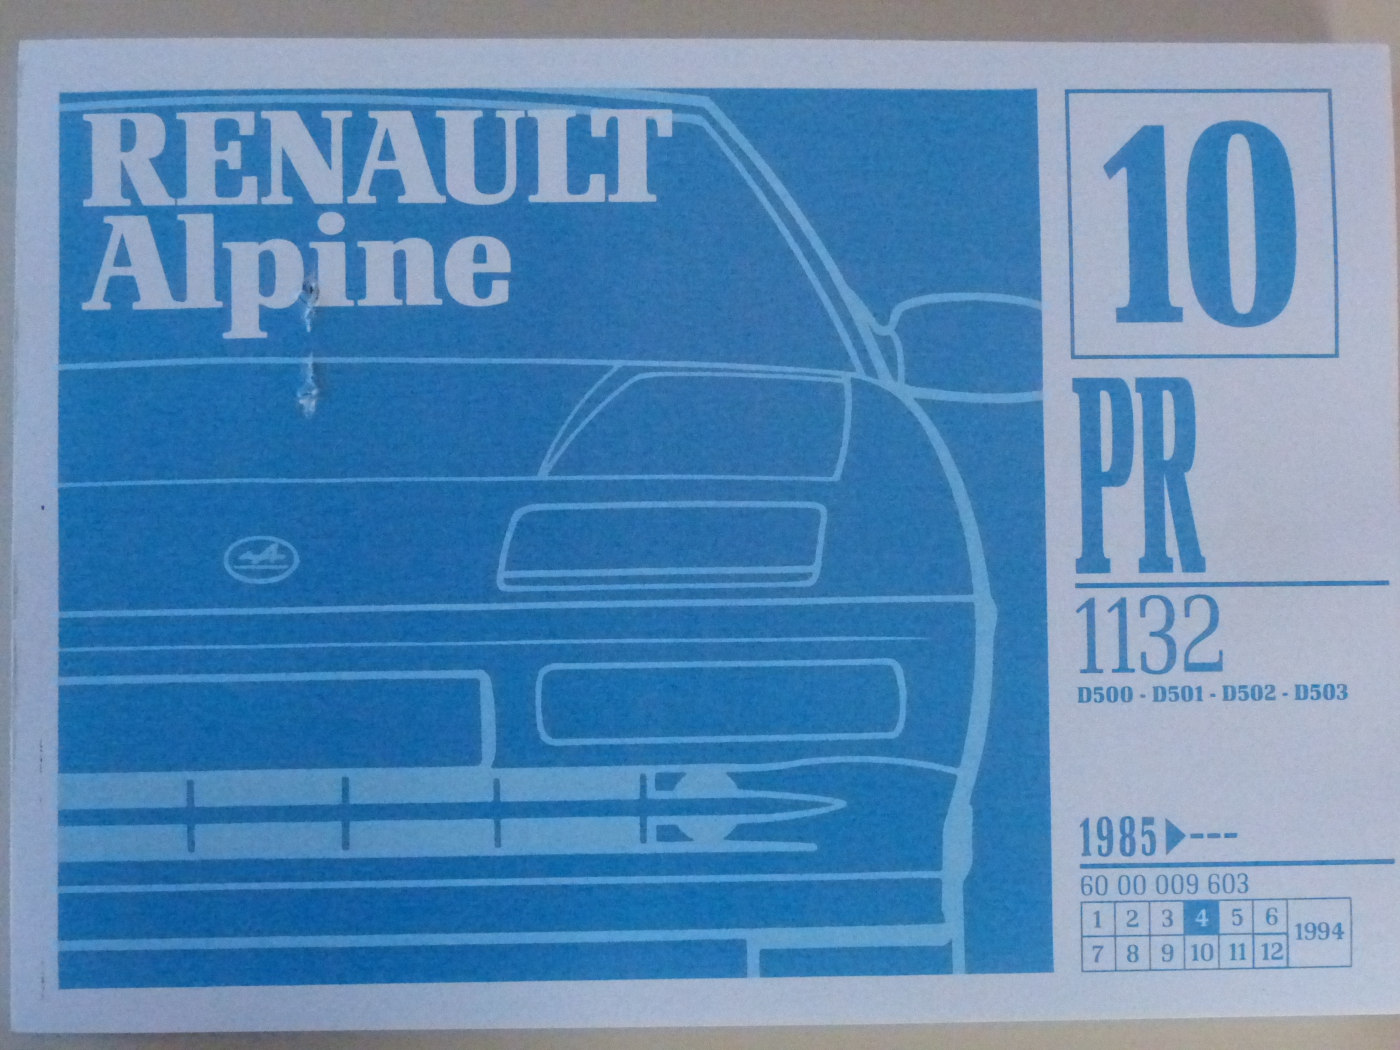 RENAULT
Alpine
10
PR
1132
D500 - D501 - D502 - D503
1985▶---
60 00 009 603
1 2 3 4 5 6 1994
7 8 9 10 11 12